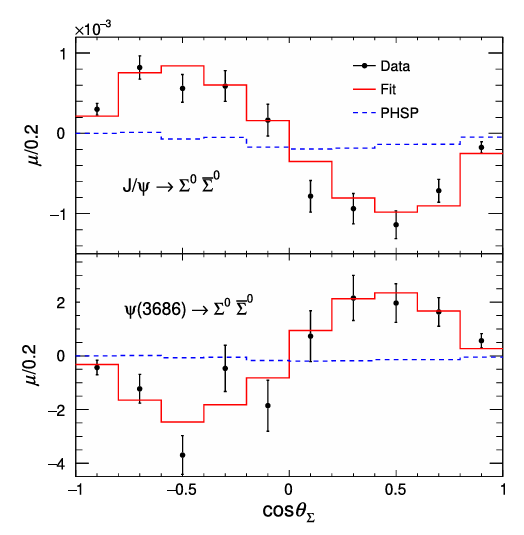 ×10⁻³
1
0
−1
μ/0.2
Data
Fit
PHSP
J/ψ → Σ⁰ Σ̅⁰
2
0
−2
−4
μ/0.2
ψ(3686) → Σ⁰ Σ̅⁰
−1 −0.5 0 0.5 1
cosθ_Σ